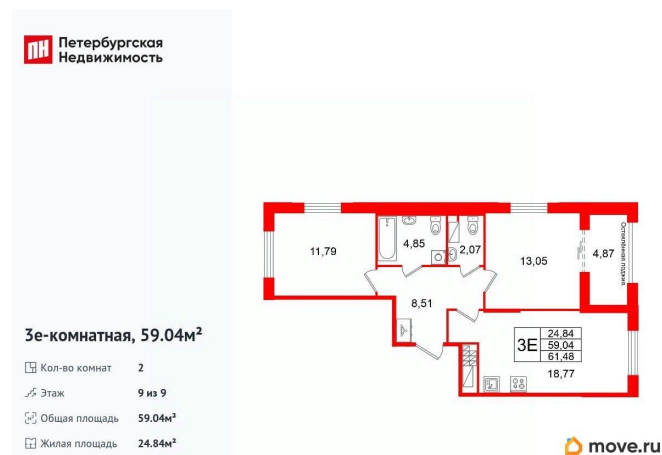 ПН Петербургская
Недвижимость
11,79
4,85
2,07
13,05
Остеклённая лоджия
4,87
8,51
3Е
24,84
59,04
61,48
18,77
3е-комнатная, 59.04м²
Кол-во комнат 2
Этаж 9 из 9
Общая площадь 59.04м²
Жилая площадь 24.84м²
move.ru